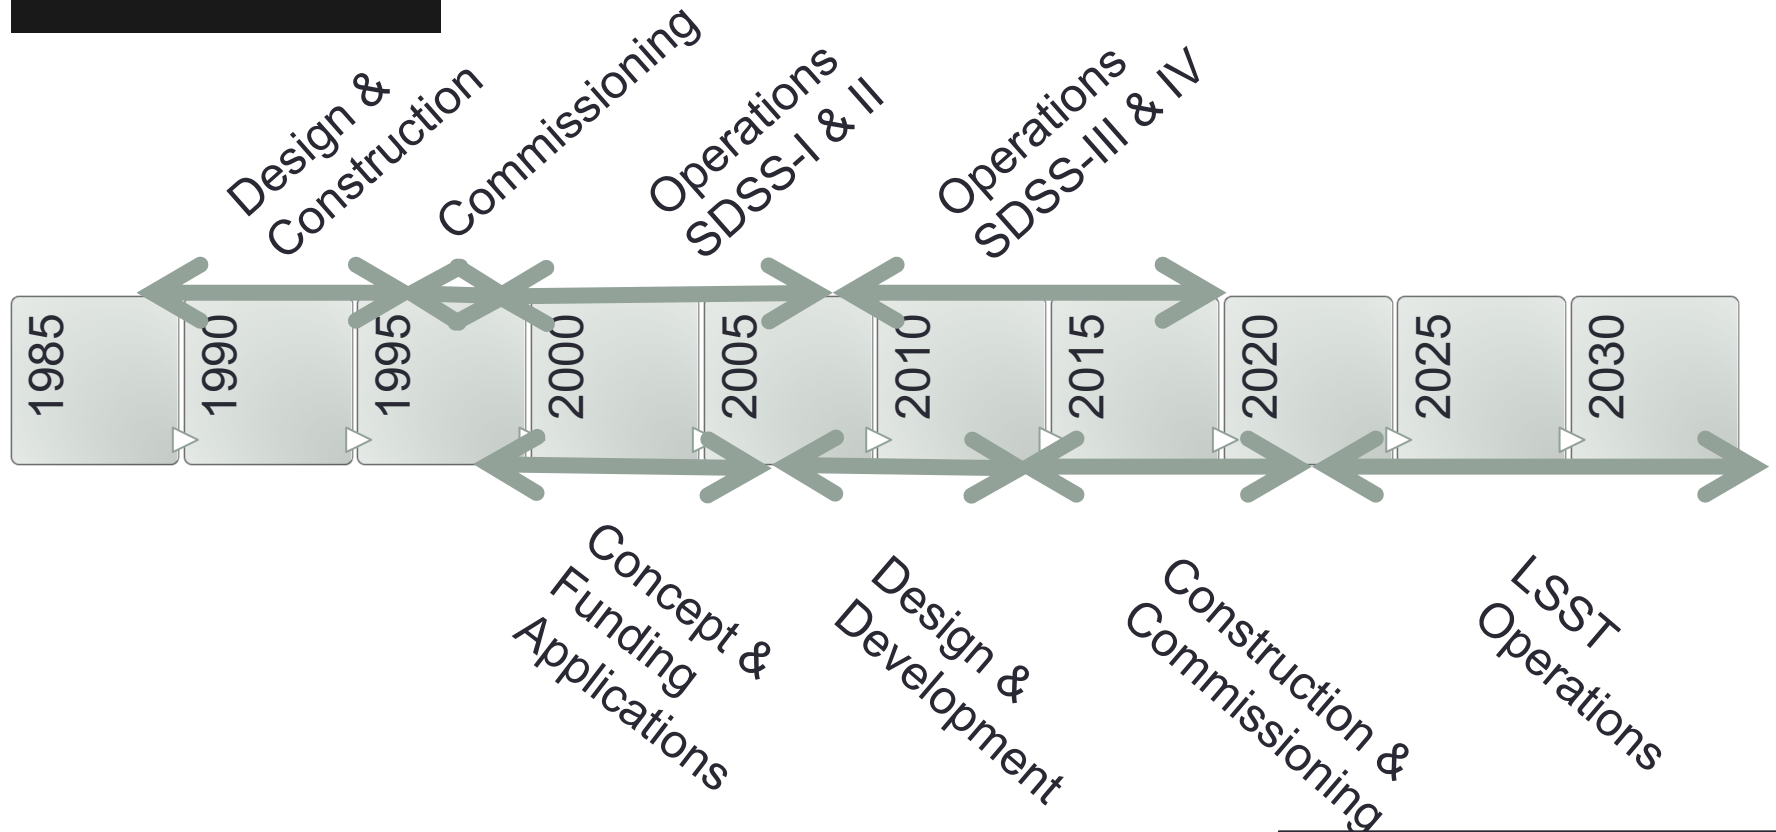 Design &
Construction
Commissioning
Operations
SDSS-I & II
Operations
SDSS-III & IV
1985
1990
1995
2000
2005
2010
2015
2020
2025
2030
Concept &
Funding
Applications
Design &
Development
Construction &
Commissioning
LSST
Operations